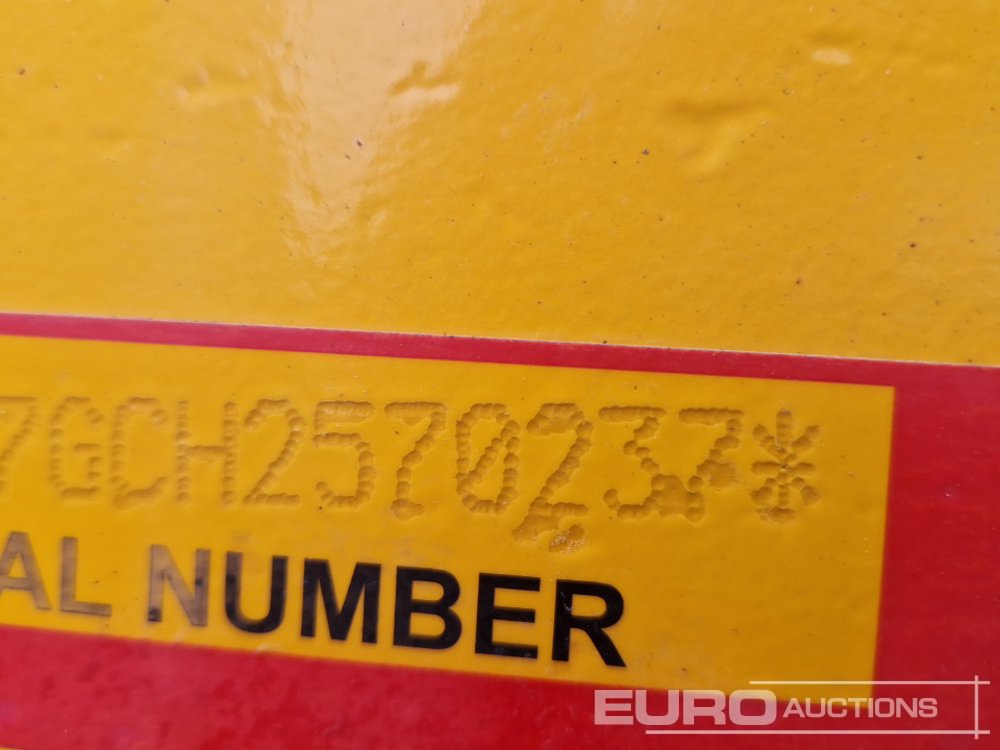 7GCH2570237*
AL NUMBER
EURO AUCTIONS